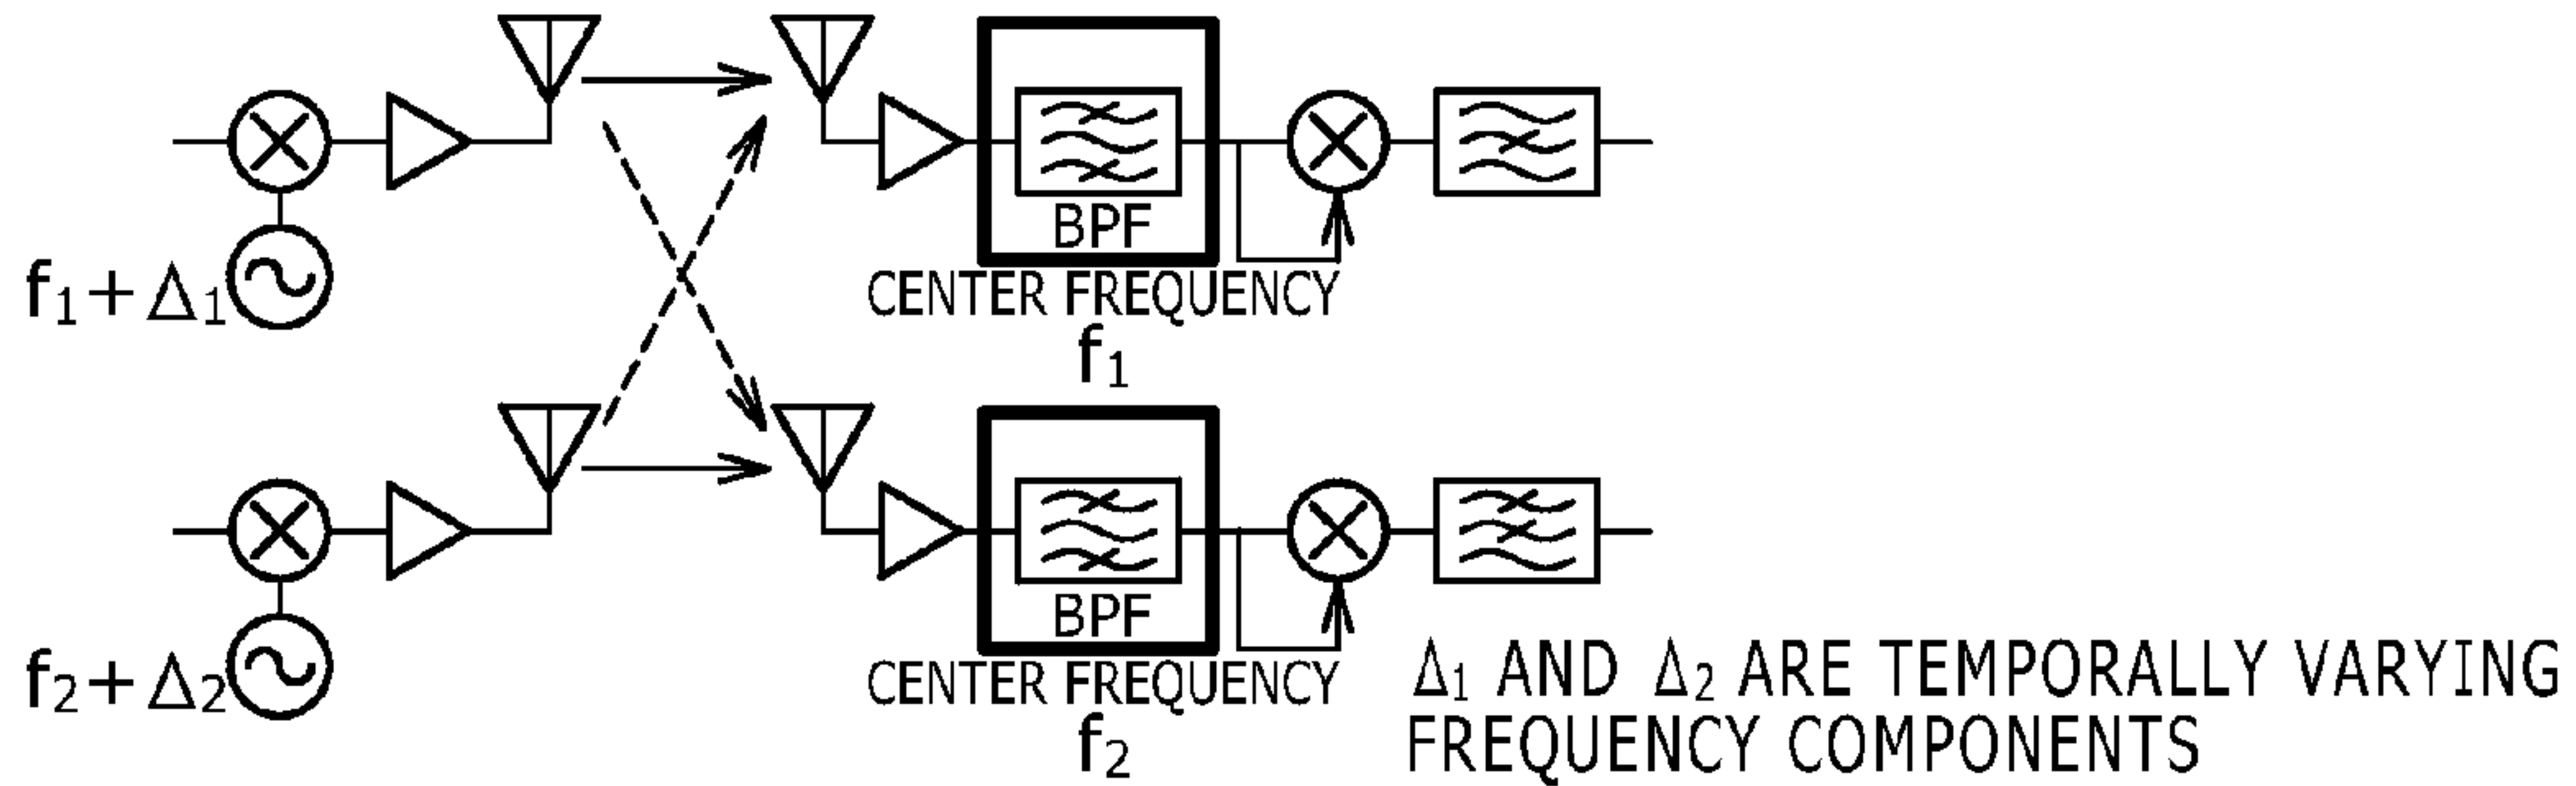 f1+Δ1
BPF
CENTER FREQUENCY
f1
f2+Δ2
BPF
CENTER FREQUENCY
f2
Δ1 AND Δ2 ARE TEMPORALLY VARYING
FREQUENCY COMPONENTS